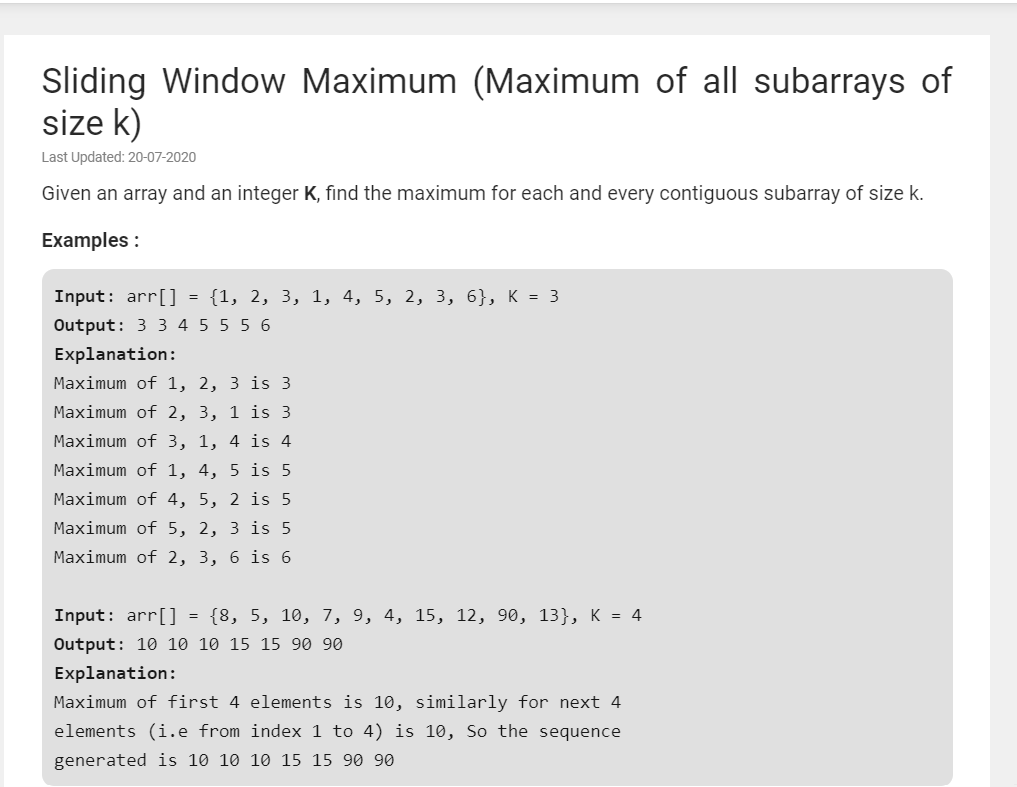 Sliding Window Maximum (Maximum of all subarrays of
size k)
Last Updated: 20-07-2020
Given an array and an integer K, find the maximum for each and every contiguous subarray of size k.
Examples :
Input: arr[] = {1, 2, 3, 1, 4, 5, 2, 3, 6}, K = 3
Output: 3 3 4 5 5 5 6
Explanation:
Maximum of 1, 2, 3 is 3
Maximum of 2, 3, 1 is 3
Maximum of 3, 1, 4 is 4
Maximum of 1, 4, 5 is 5
Maximum of 4, 5, 2 is 5
Maximum of 5, 2, 3 is 5
Maximum of 2, 3, 6 is 6
Input: arr[] = {8, 5, 10, 7, 9, 4, 15, 12, 90, 13}, K = 4
Output: 10 10 10 15 15 90 90
Explanation:
Maximum of first 4 elements is 10, similarly for next 4
elements (i.e from index 1 to 4) is 10, So the sequence
generated is 10 10 10 15 15 90 90